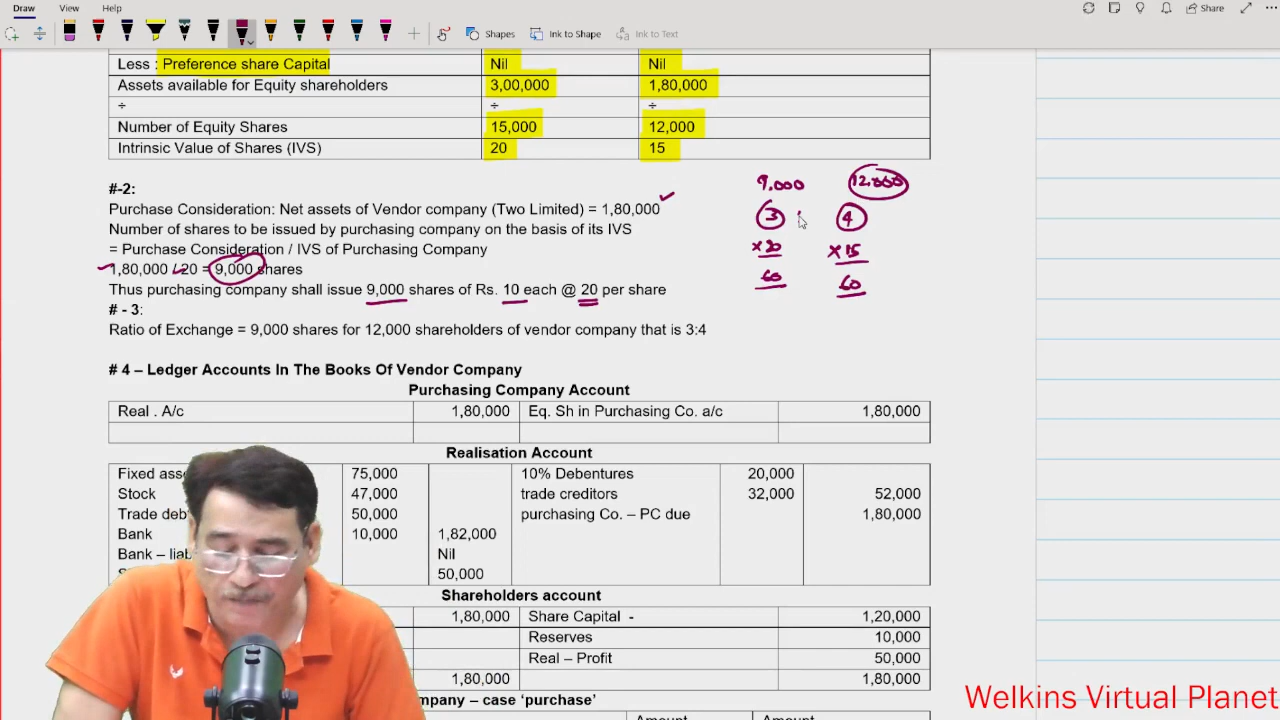 Draw View Help
Shapes Ink to Shape Ink to Text Share
Less : Preference share Capital Nil Nil
Assets available for Equity shareholders 3,00,000 1,80,000
÷ ÷ ÷
Number of Equity Shares 15,000 12,000
Intrinsic Value of Shares (IVS) 20 15
#-2:
9,000 12,000
Purchase Consideration: Net assets of Vendor company (Two Limited) = 1,80,000
3 : 4
Number of shares to be issued by purchasing company on the basis of its IVS
= Purchase Consideration / IVS of Purchasing Company
×20 ×15
1,80,000 / 20 = 9,000 shares
60 60
Thus purchasing company shall issue 9,000 shares of Rs. 10 each @ 20 per share
# - 3:
Ratio of Exchange = 9,000 shares for 12,000 shareholders of vendor company that is 3:4
# 4 – Ledger Accounts In The Books Of Vendor Company
Purchasing Company Account
Real . A/c 1,80,000 Eq. Sh in Purchasing Co. a/c 1,80,000
Realisation Account
Fixed 75,000 10% Debentures 20,000
Stock 47,000 trade creditors 32,000 52,000
Trade 50,000 purchasing Co. – PC due 1,80,000
Bank 10,000 1,82,000
Bank – Nil
50,000
Shareholders account
1,80,000 Share Capital - 1,20,000
Reserves 10,000
Real – Profit 50,000
1,80,000 1,80,000
– case ‘purchase’
Amount Amount
Welkins Virtual Planet